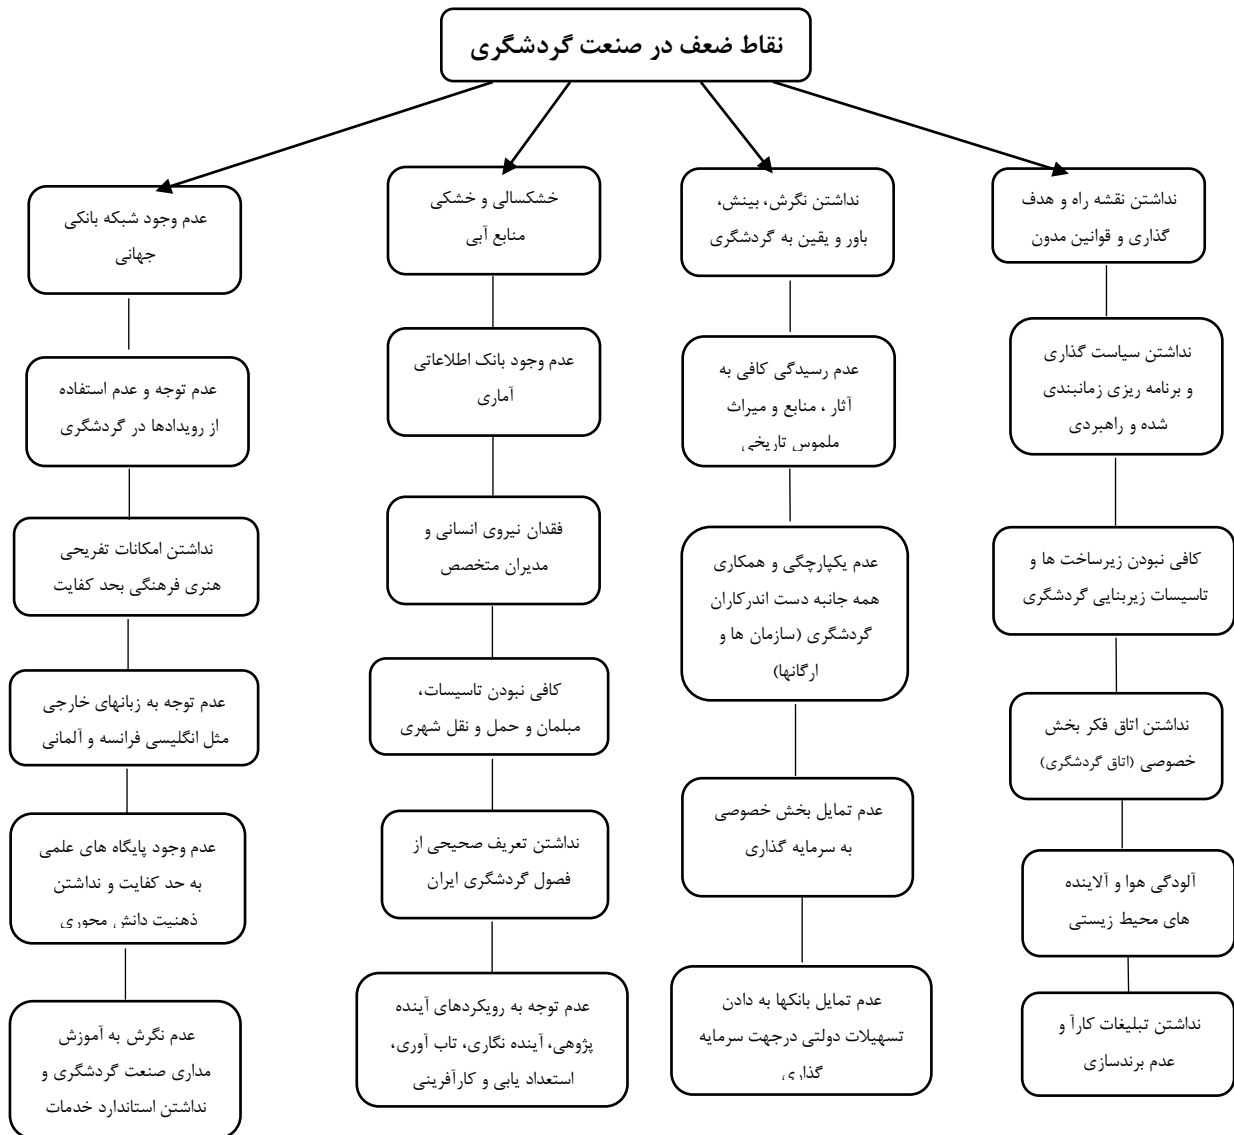 نقاط ضعف در صنعت گردشگری
نداشتن نقشه راه و هدف
گذاری و قوانین مدون
نداشتن سیاست گذاری
و برنامه ریزی زمانبندی
شده و راهبردی
کافی نبودن زیرساخت ها و
تاسیسات زیربنایی گردشگری
نداشتن اتاق فکر بخش
خصوصی (اتاق گردشگری)
آلودگی هوا و آلاینده
های محیط زیستی
نداشتن تبلیغات کارآ و
عدم برندسازی
نداشتن نگرش، بینش،
باور و یقین به گردشگری
عدم رسیدگی کافی به
آثار ، منابع و میراث
ملموس تاریخی
عدم یکپارچگی و همکاری
همه جانبه دست اندرکاران
گردشگری (سازمان ها و
ارگانها)
عدم تمایل بخش خصوصی
به سرمایه گذاری
عدم تمایل بانکها به دادن
تسهیلات دولتی درجهت سرمایه
گذاری
خشکسالی و خشکی
منابع آبی
عدم وجود بانک اطلاعاتی
آماری
فقدان نیروی انسانی و
مدیران متخصص
کافی نبودن تاسیسات،
مبلمان و حمل و نقل شهری
نداشتن تعریف صحیحی از
فصول گردشگری ایران
عدم توجه به رویکردهای آینده
پژوهی، آینده نگاری، تاب آوری،
استعداد یابی و کارآفرینی
عدم وجود شبکه بانکی
جهانی
عدم توجه و عدم استفاده
از رویدادها در گردشگری
نداشتن امکانات تفریحی
هنری فرهنگی بحد کفایت
عدم توجه به زبانهای خارجی
مثل انگلیسی فرانسه و آلمانی
عدم وجود پایگاه های علمی
به حد کفایت و نداشتن
ذهنیت دانش محوری
عدم نگرش به آموزش
مداری صنعت گردشگری و
نداشتن استاندارد خدمات